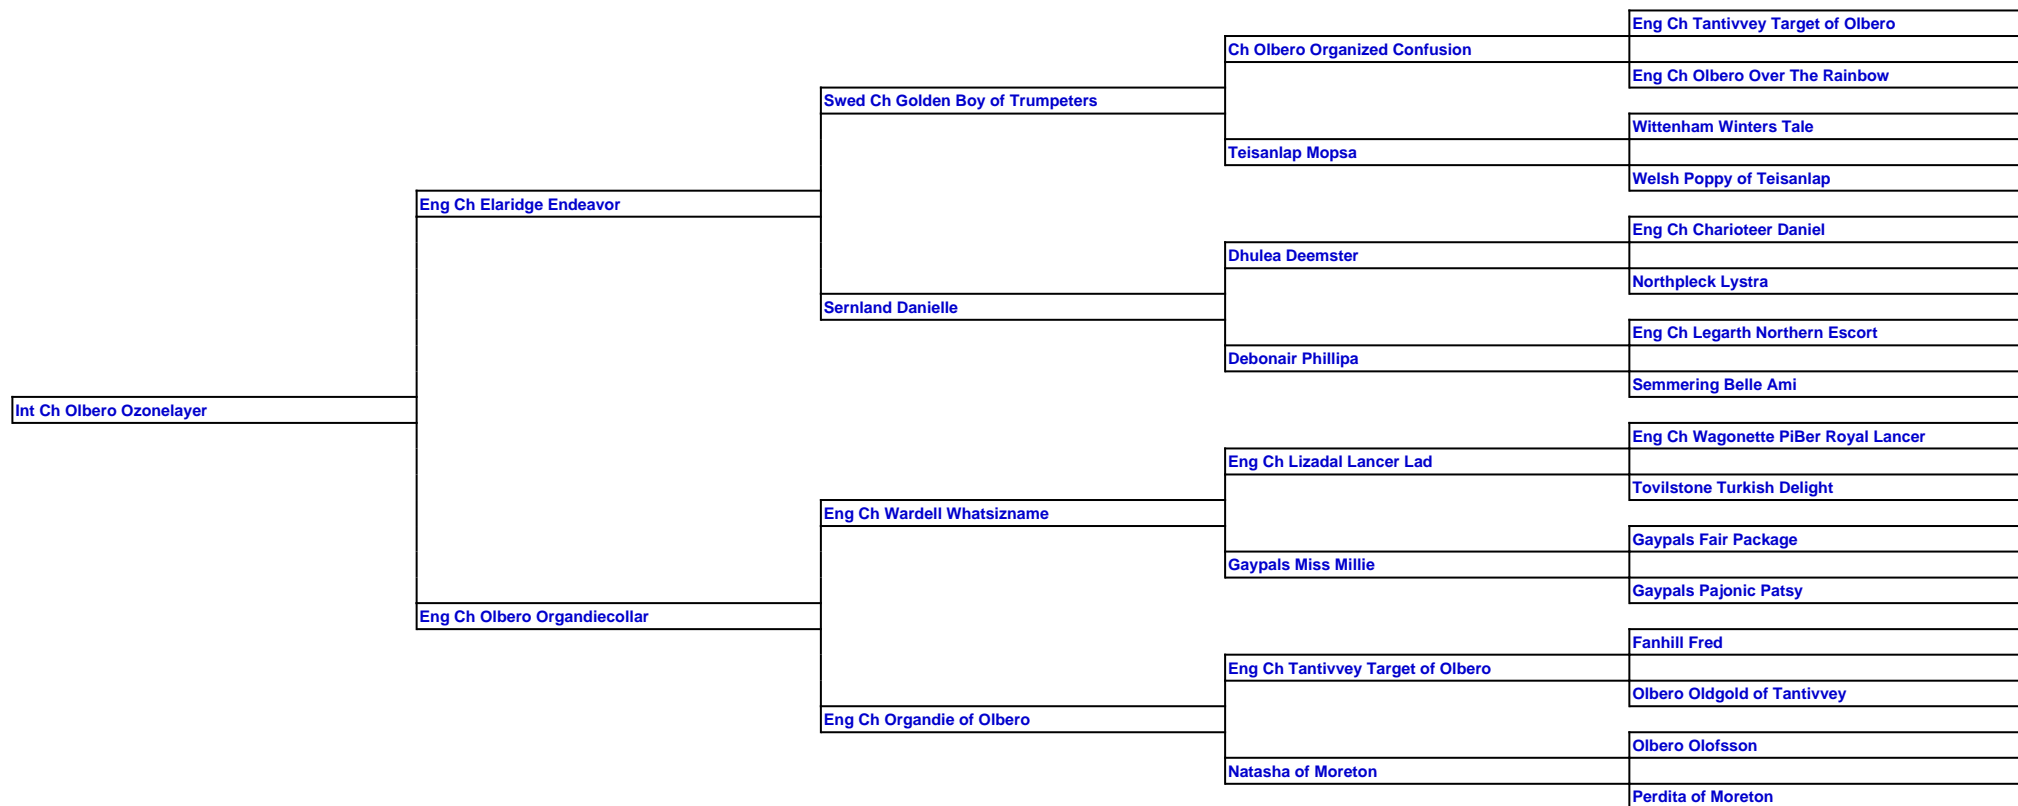 Eng Ch Tantivvey Target of Olbero
Ch Olbero Organized Confusion
Eng Ch Olbero Over The Rainbow
Swed Ch Golden Boy of Trumpeters
Wittenham Winters Tale
Teisanlap Mopsa
Welsh Poppy of Teisanlap
Eng Ch Elaridge Endeavor
Eng Ch Charioteer Daniel
Dhulea Deemster
Northpleck Lystra
Sernland Danielle
Eng Ch Legarth Northern Escort
Debonair Phillipa
Semmering Belle Ami
Int Ch Olbero Ozonelayer
Eng Ch Wagonette PiBer Royal Lancer
Eng Ch Lizadal Lancer Lad
Tovilstone Turkish Delight
Eng Ch Wardell Whatsizname
Gaypals Fair Package
Gaypals Miss Millie
Gaypals Pajonic Patsy
Eng Ch Olbero Organdiecollar
Fanhill Fred
Eng Ch Tantivvey Target of Olbero
Olbero Oldgold of Tantivvey
Eng Ch Organdie of Olbero
Olbero Olofsson
Natasha of Moreton
Perdita of Moreton